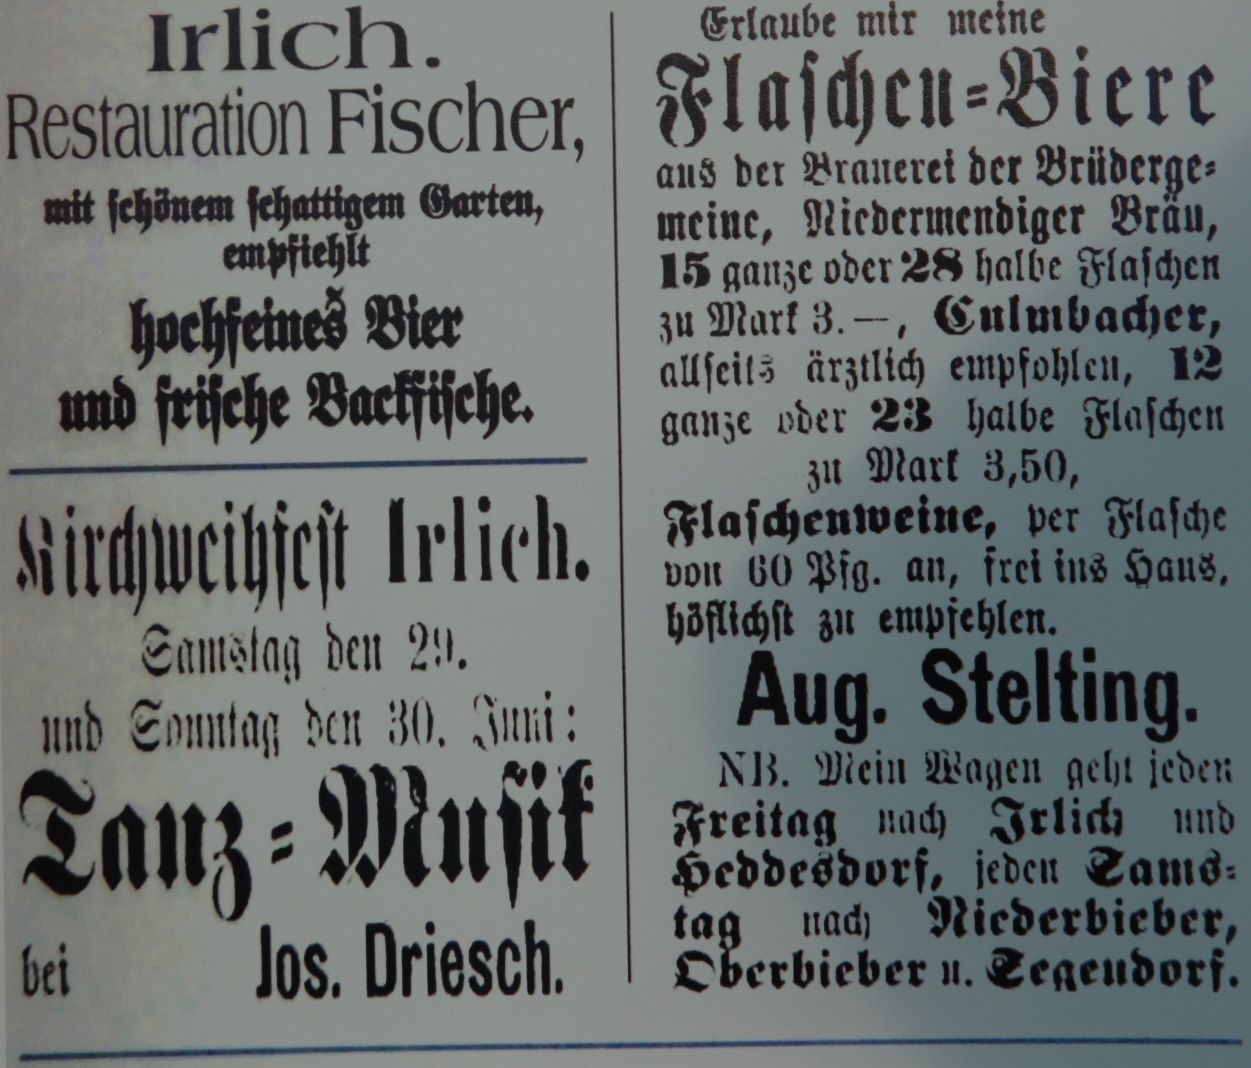 Irlich.
Restauration Fischer,
mit schönem schattigem Garten,
empfiehlt
hochfeines Bier
und frische Backfische.
Kirchweihfest Irlich.
Samstag den 29.
und Sonntag den 30. Juni:
Tanz-Musik
bei Jos. Driesch.
Erlaube mir meine
Flaschen-Biere
aus der Brauerei der Brüderge-
meine, Niedermendiger Bräu,
15 ganze oder 28 halbe Flaschen
zu Mark 3.—, Culmbacher,
allseits ärztlich empfohlen, 12
ganze oder 23 halbe Flaschen
zu Mark 3,50,
Flaschenweine, per Flasche
von 60 Pfg. an, frei ins Haus,
höflichst zu empfehlen.
Aug. Stelting.
NB. Mein Wagen geht jeden
Freitag nach Irlich und
Heddesdorf, jeden Sams-
tag nach Niederbieber,
Oberbieber u. Segendorf.